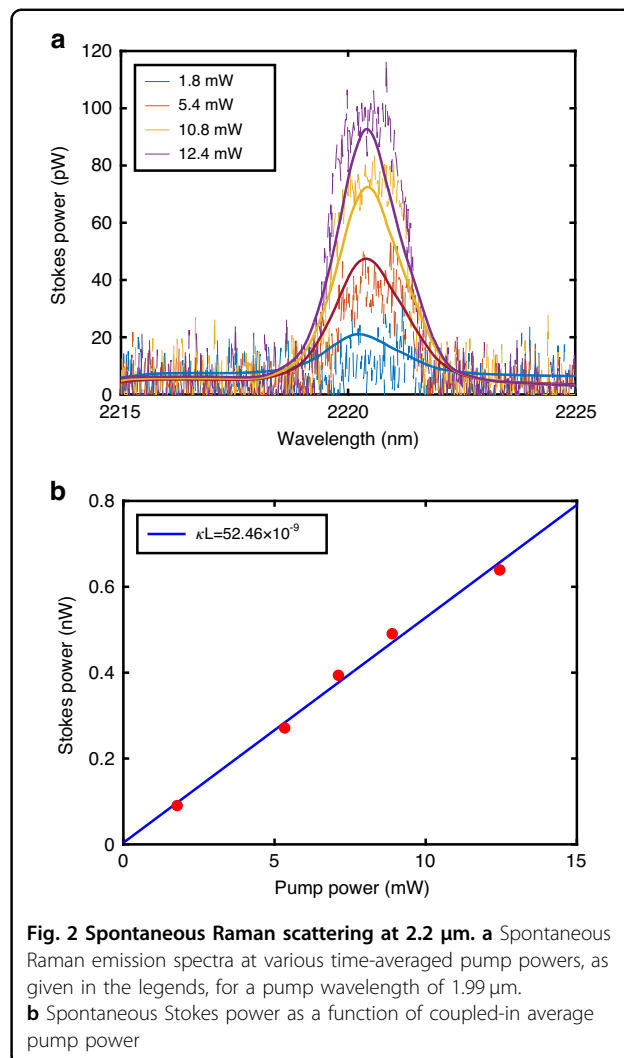 a
120
100
80
60
40
20
0
Stokes power (pW)
1.8 mW
5.4 mW
10.8 mW
12.4 mW
2215 2220 2225
Wavelength (nm)
b
0.8
0.6
0.4
0.2
0
Stokes power (nW)
κL=52.46×10⁻⁹
0 5 10 15
Pump power (mW)
Fig. 2 Spontaneous Raman scattering at 2.2 µm. a Spontaneous
Raman emission spectra at various time-averaged pump powers, as
given in the legends, for a pump wavelength of 1.99 µm.
b Spontaneous Stokes power as a function of coupled-in average
pump power